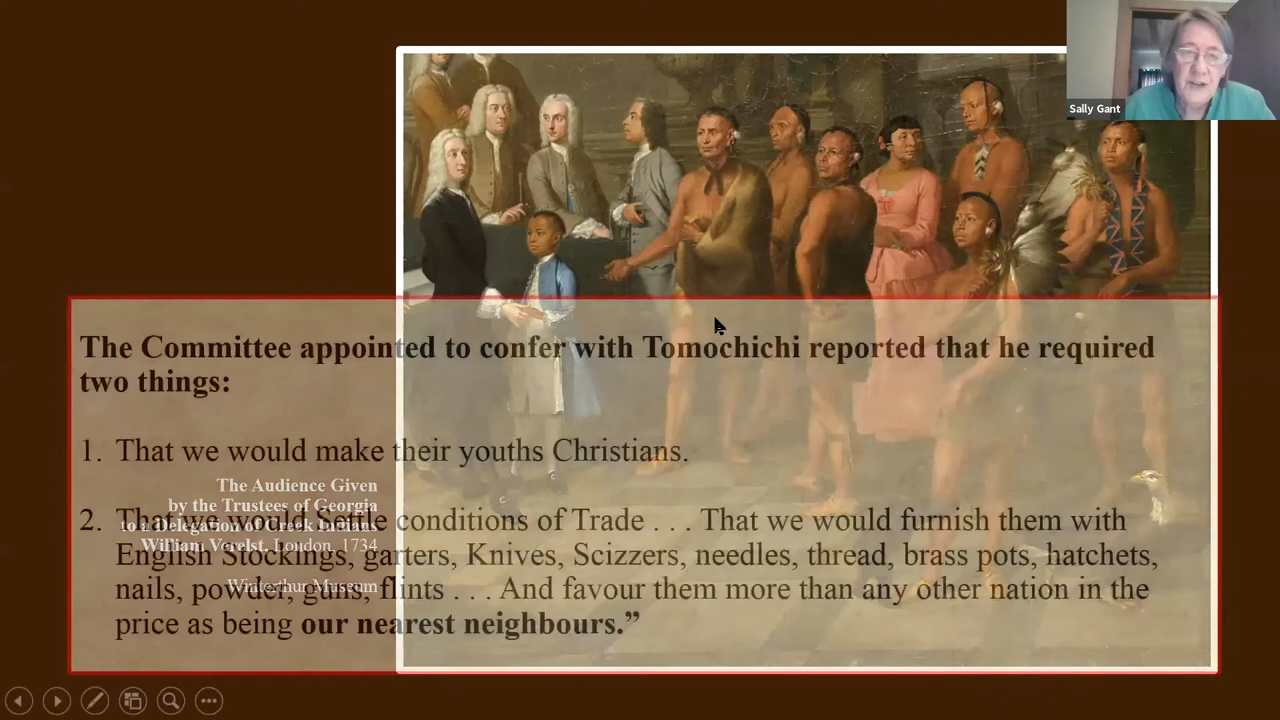 Sally Gant
The Committee appointed to confer with Tomochichi reported that he required
two things:
1. That we would make their youths Christians.
The Audience Given
by the Trustees of Georgia
to a Delegation of Creek Indians
William Verelst, London, 1734
Winterthur Museum
2. That we would Settle conditions of Trade . . . That we would furnish them with
English Stockings, garters, Knives, Scizzers, needles, thread, brass pots, hatchets,
nails, powder, guns, flints . . . And favour them more than any other nation in the
price as being our nearest neighbours.”